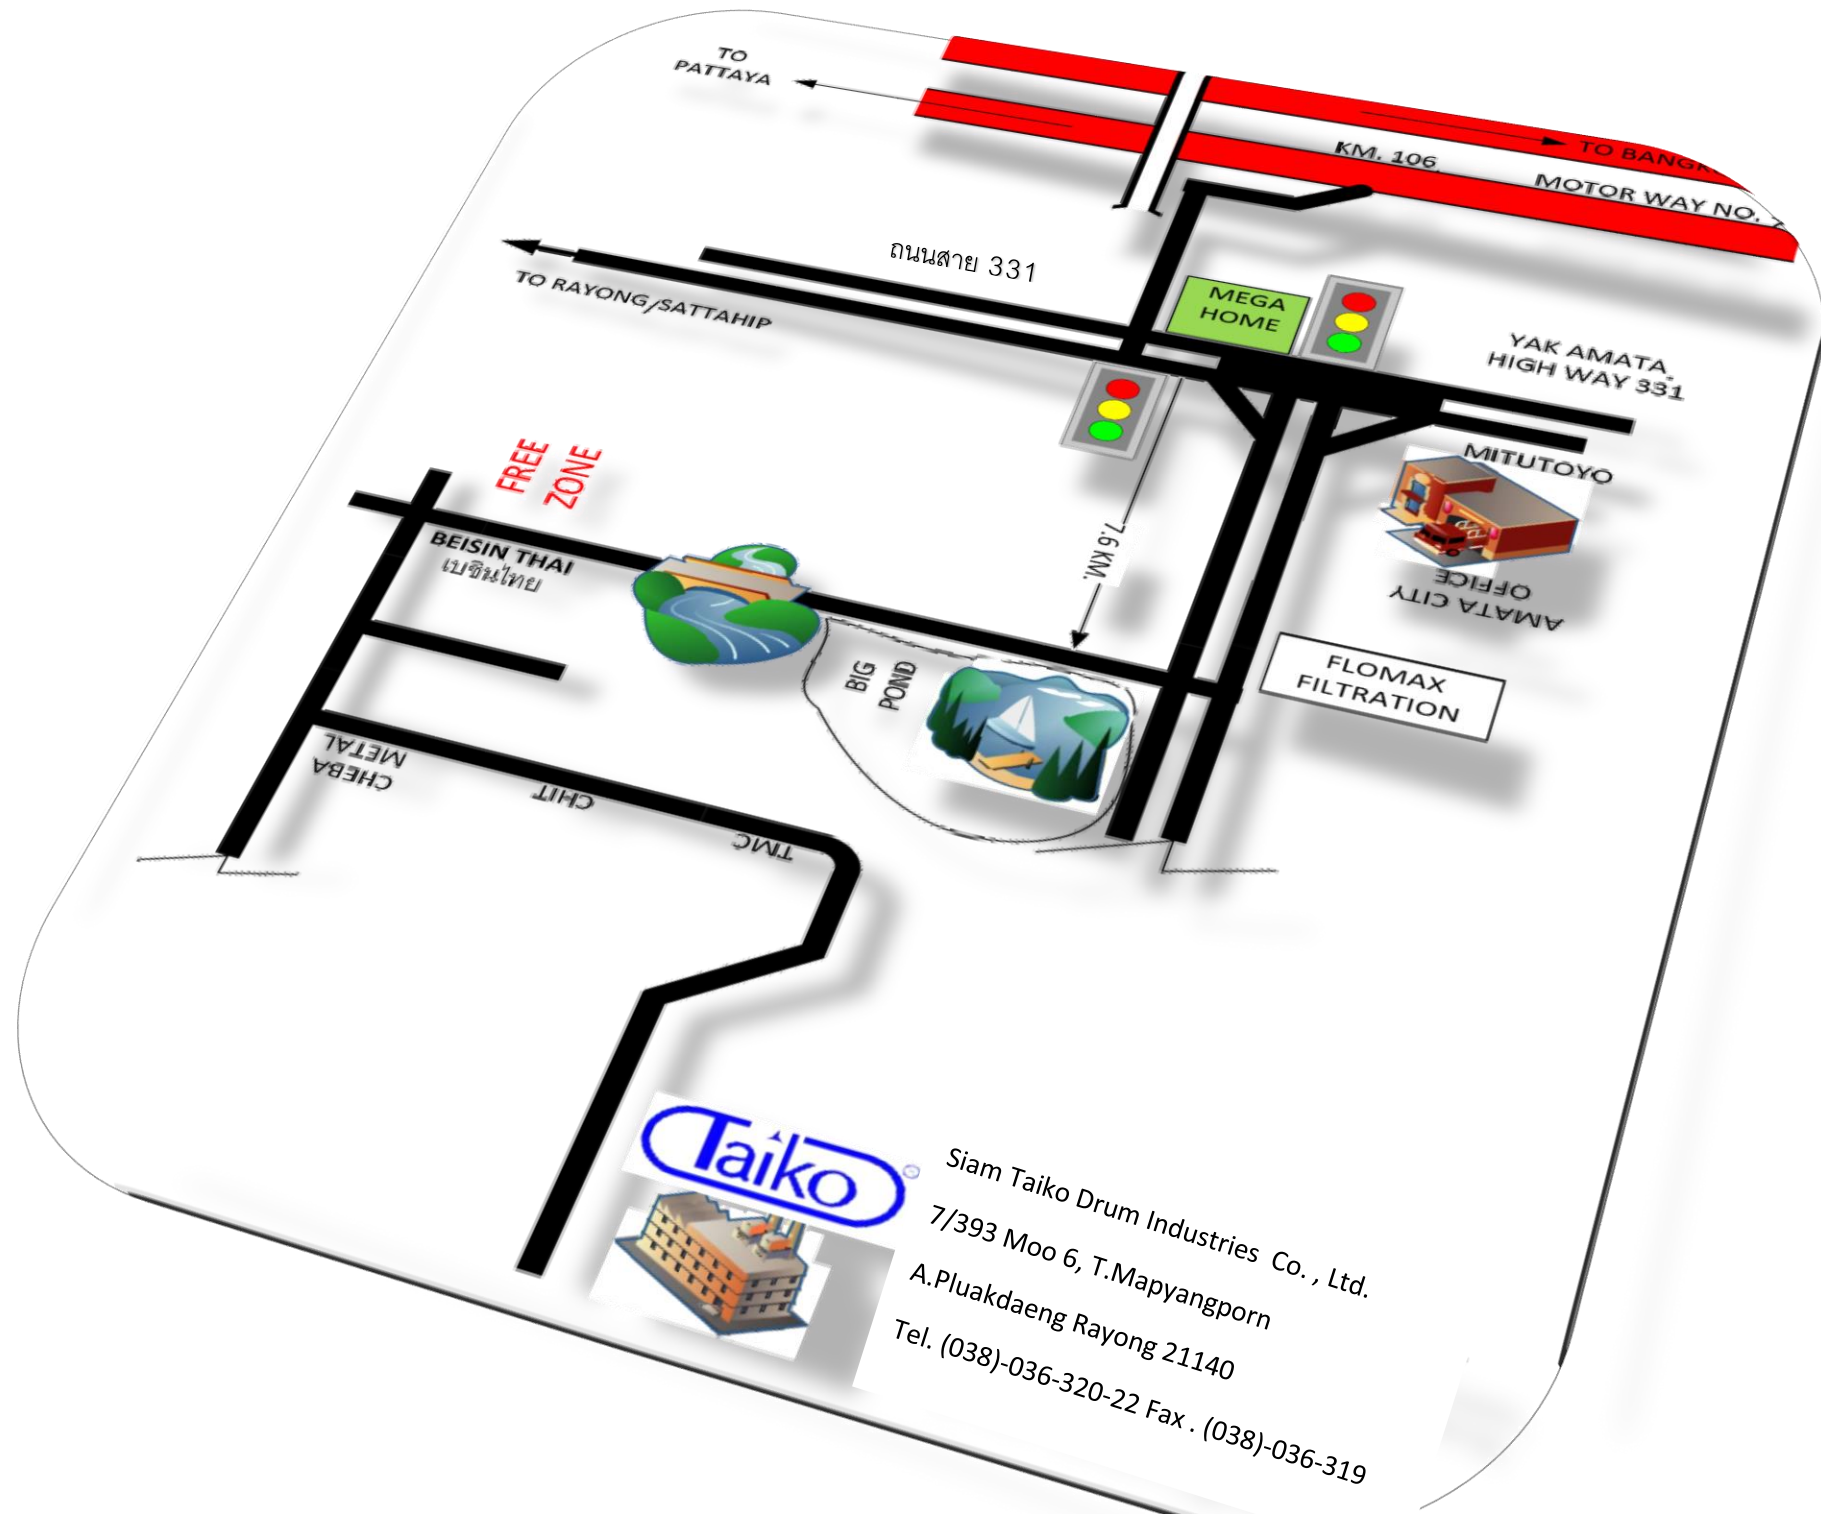 TO
PATTAYA
KM. 106
MOTOR WAY NO.
ถนนสาย 331
TO RAYONG/SATTAHIP
MEGA
HOME
YAK AMATA.
HIGH WAY 331
MITUTOYO
AMATA CITY
OFFICE
7.6 KM.
FREE
ZONE
BEISIN THAI
เบซินไทย
BIG
POND
FLOMAX
FILTRATION
CHEBA
METAL
CHIT
TMC
Taiko
Siam Taiko Drum Industries Co. , Ltd.
7/393 Moo 6, T.Mapyangporn
A.Pluakdaeng Rayong 21140
Tel. (038)-036-320-22 Fax . (038)-036-319